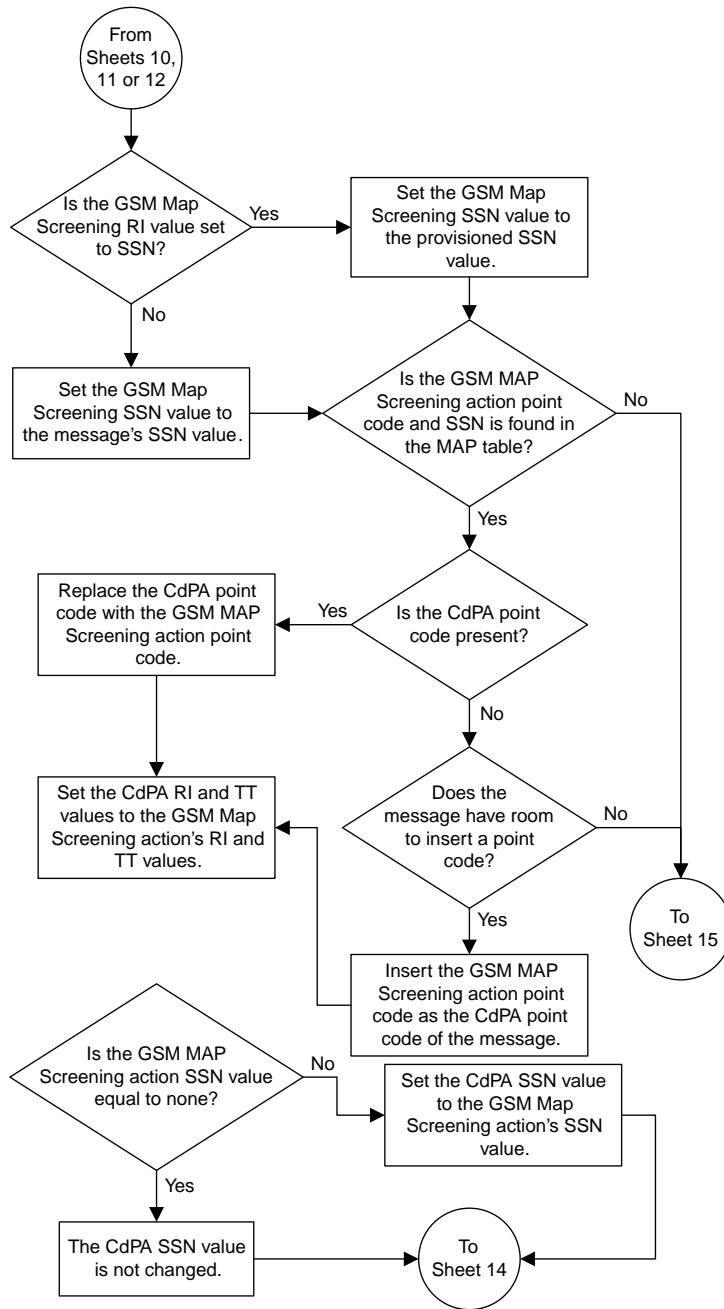 From
Sheets 10,
11 or 12
Is the GSM Map
Screening RI value set
to SSN?
Yes
Set the GSM Map
Screening SSN value to
the provisioned SSN
value.
No
Set the GSM Map
Screening SSN value to
the message's SSN value.
Is the GSM MAP
Screening action point
code and SSN is found in
the MAP table?
No
Yes
Replace the CdPA point
code with the GSM MAP
Screening action point
code.
Yes
Is the CdPA point
code present?
No
Set the CdPA RI and TT
values to the GSM Map
Screening action's RI and
TT values.
Does the
message have room
to insert a point
code?
No
Yes
To
Sheet 15
Insert the GSM MAP
Screening action point
code as the CdPA point
code of the message.
Is the GSM MAP
Screening action SSN value
equal to none?
No
Set the CdPA SSN value
to the GSM Map
Screening action's SSN
value.
Yes
The CdPA SSN value
is not changed.
To
Sheet 14